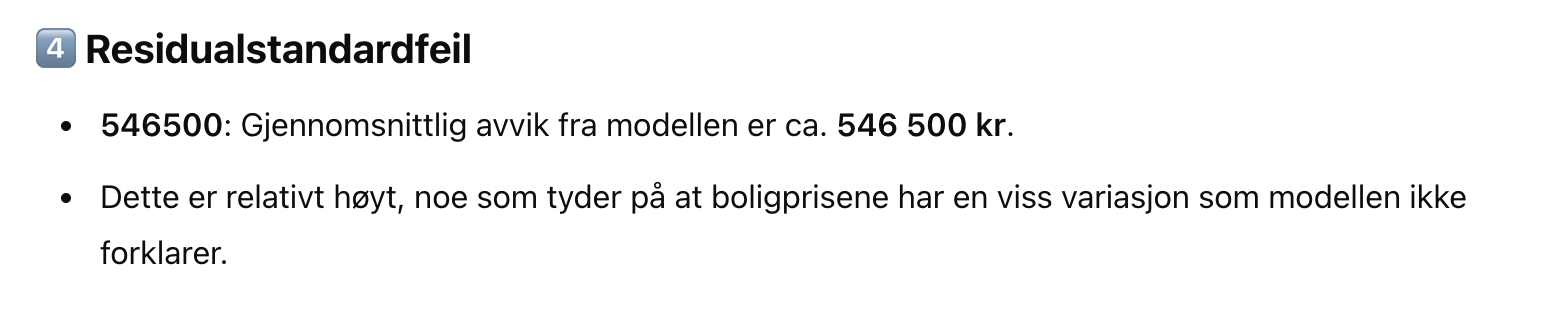 4 Residualstandardfeil
• 546500: Gjennomsnittlig avvik fra modellen er ca. 546 500 kr.
• Dette er relativt høyt, noe som tyder på at boligprisene har en viss variasjon som modellen ikke
forklarer.